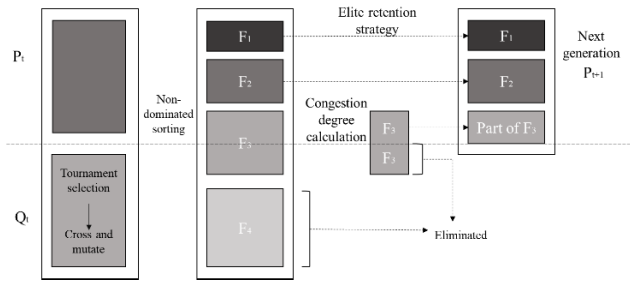 Pt
Tournament
selection
Cross and
mutate
Qt
Non-
dominated
sorting
F1
F2
F3
F4
Elite retention
strategy
Congestion
degree
calculation
F3
F3
Eliminated
F1
F2
Part of F3
Next
generation
Pt+1